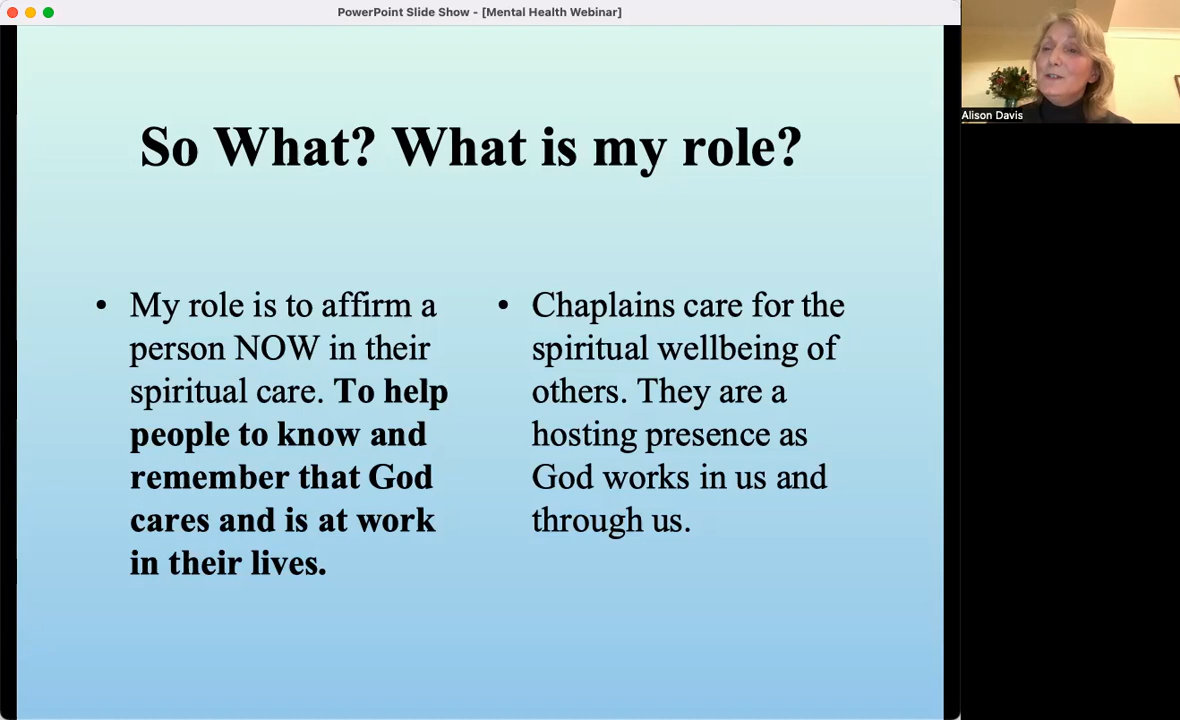 PowerPoint Slide Show - [Mental Health Webinar]
Alison Davis
So What? What is my role?
• My role is to affirm a
person NOW in their
spiritual care. To help
people to know and
remember that God
cares and is at work
in their lives.
• Chaplains care for the
spiritual wellbeing of
others. They are a
hosting presence as
God works in us and
through us.